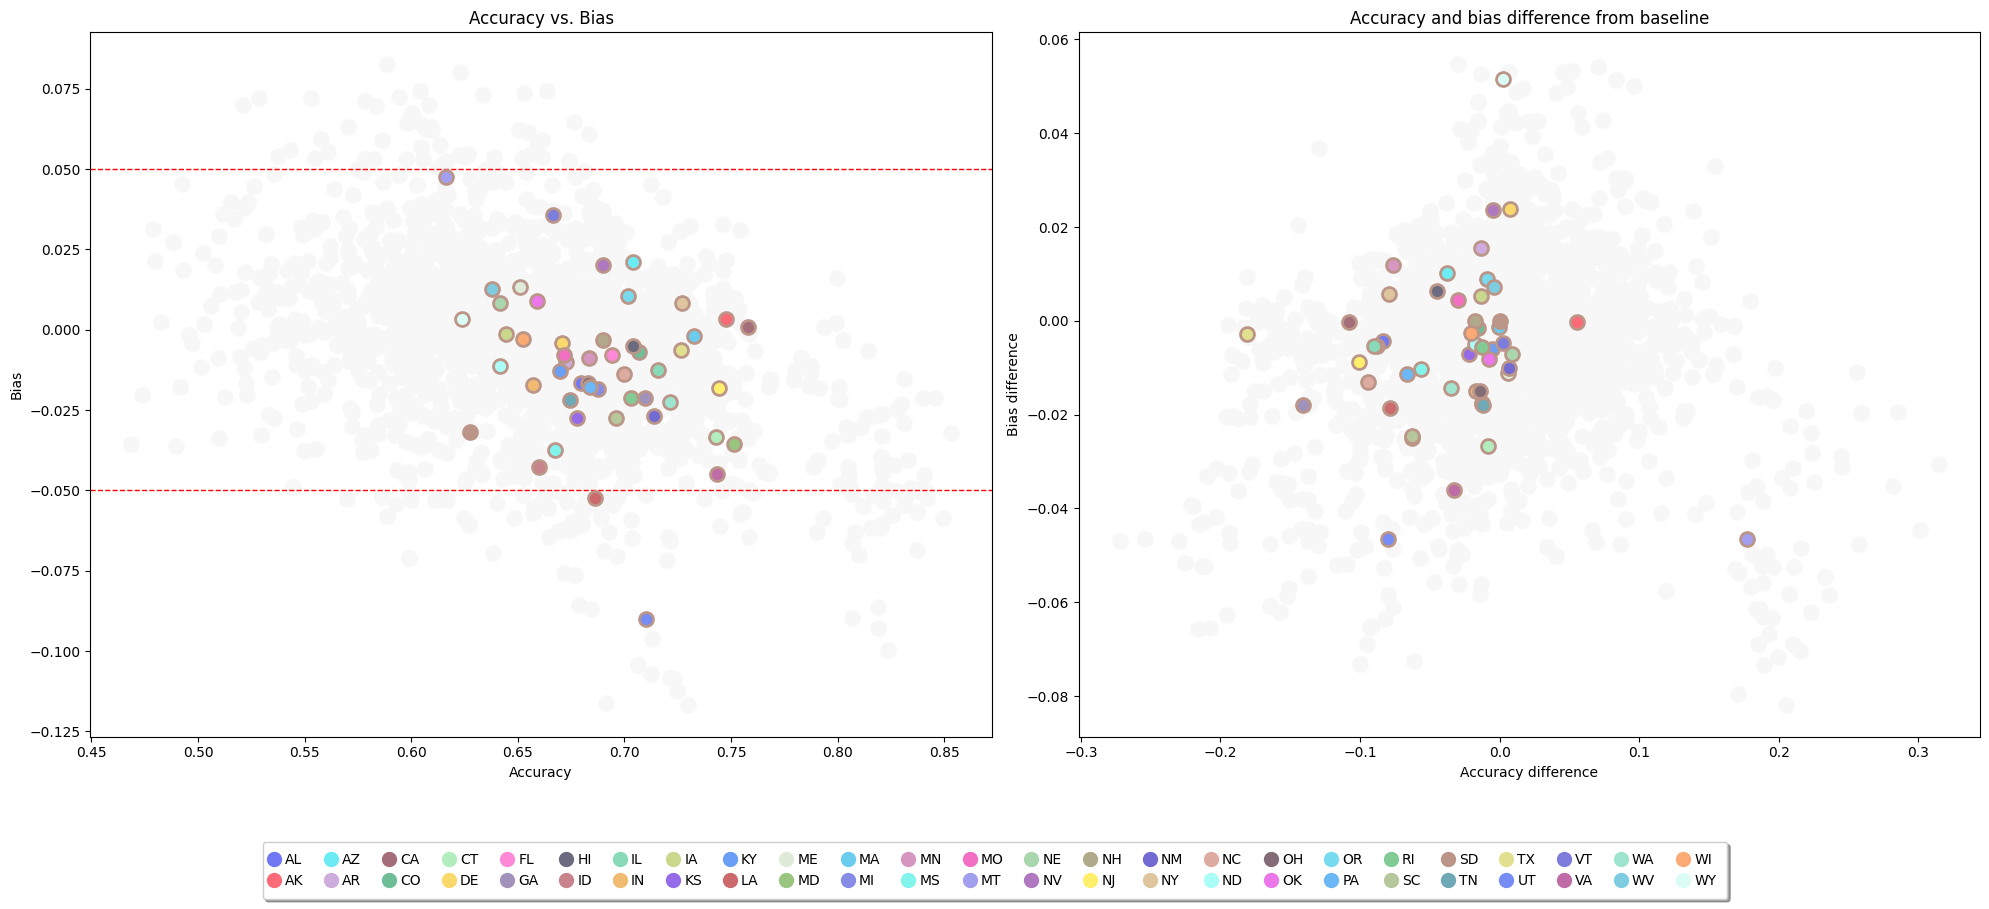 Accuracy vs. Bias
Accuracy and bias difference from baseline
0.075
0.050
0.025
0.000
−0.025
−0.050
−0.075
−0.100
−0.125
Bias
0.45 0.50 0.55 0.60 0.65 0.70 0.75 0.80 0.85
Accuracy
0.06
0.04
0.02
0.00
−0.02
−0.04
−0.06
−0.08
Bias difference
−0.3 −0.2 −0.1 0.0 0.1 0.2 0.3
Accuracy difference
AL AZ CA CT FL HI IL IA KY ME MA MN MO NE NH NM NC OH OR RI SD TX VT WA WI
AK AR CO DE GA ID IN KS LA MD MI MS MT NV NJ NY ND OK PA SC TN UT VA WV WY